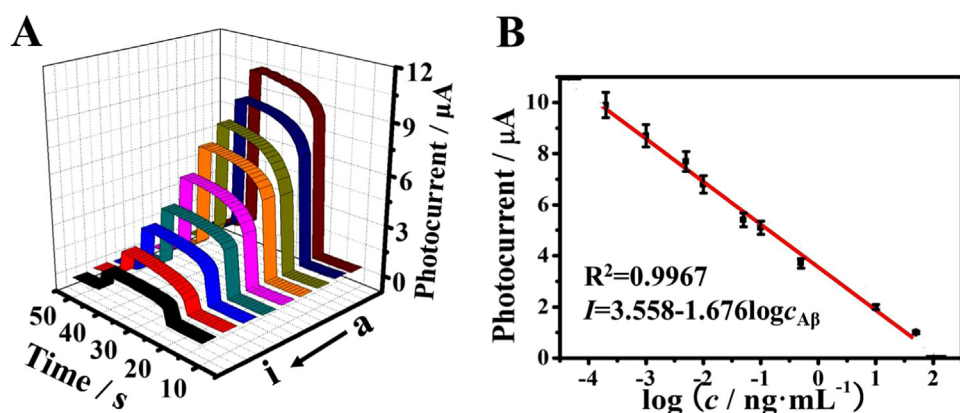 A
12
9
6
3
0
Photocurrent / μA
50
40
30
20
10
Time / s
i
a
B
10
8
6
4
2
0
Photocurrent / μA
R²=0.9967
I=3.558-1.676logcAβ
-4 -3 -2 -1 0 1 2
log (c / ng·mL⁻¹)